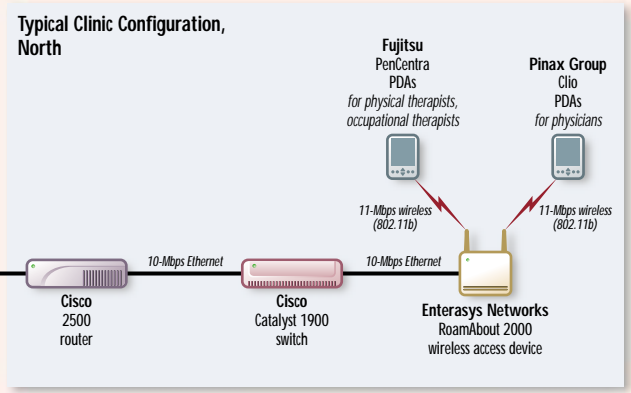 Typical Clinic Configuration,
North
Fujitsu
PenCentra
PDAs
for physical therapists,
occupational therapists
Pinax Group
Clio
PDAs
for physicians
11-Mbps wireless
(802.11b)
11-Mbps wireless
(802.11b)
10-Mbps Ethernet
10-Mbps Ethernet
Cisco
2500
router
Cisco
Catalyst 1900
switch
Enterasys Networks
RoamAbout 2000
wireless access device